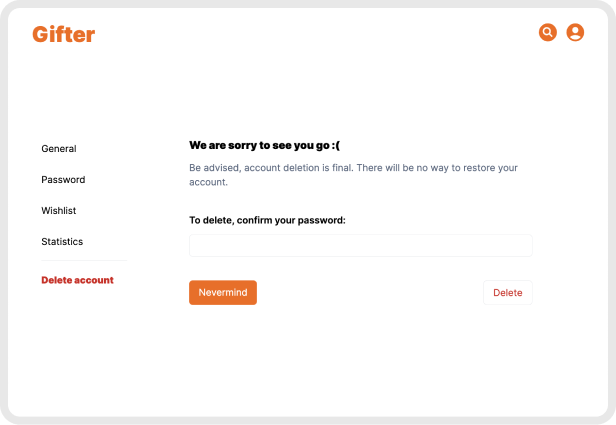 Gifter
General
Password
Wishlist
Statistics
Delete account
We are sorry to see you go :(
Be advised, account deletion is final. There will be no way to restore your
account.
To delete, confirm your password:
Nevermind
Delete